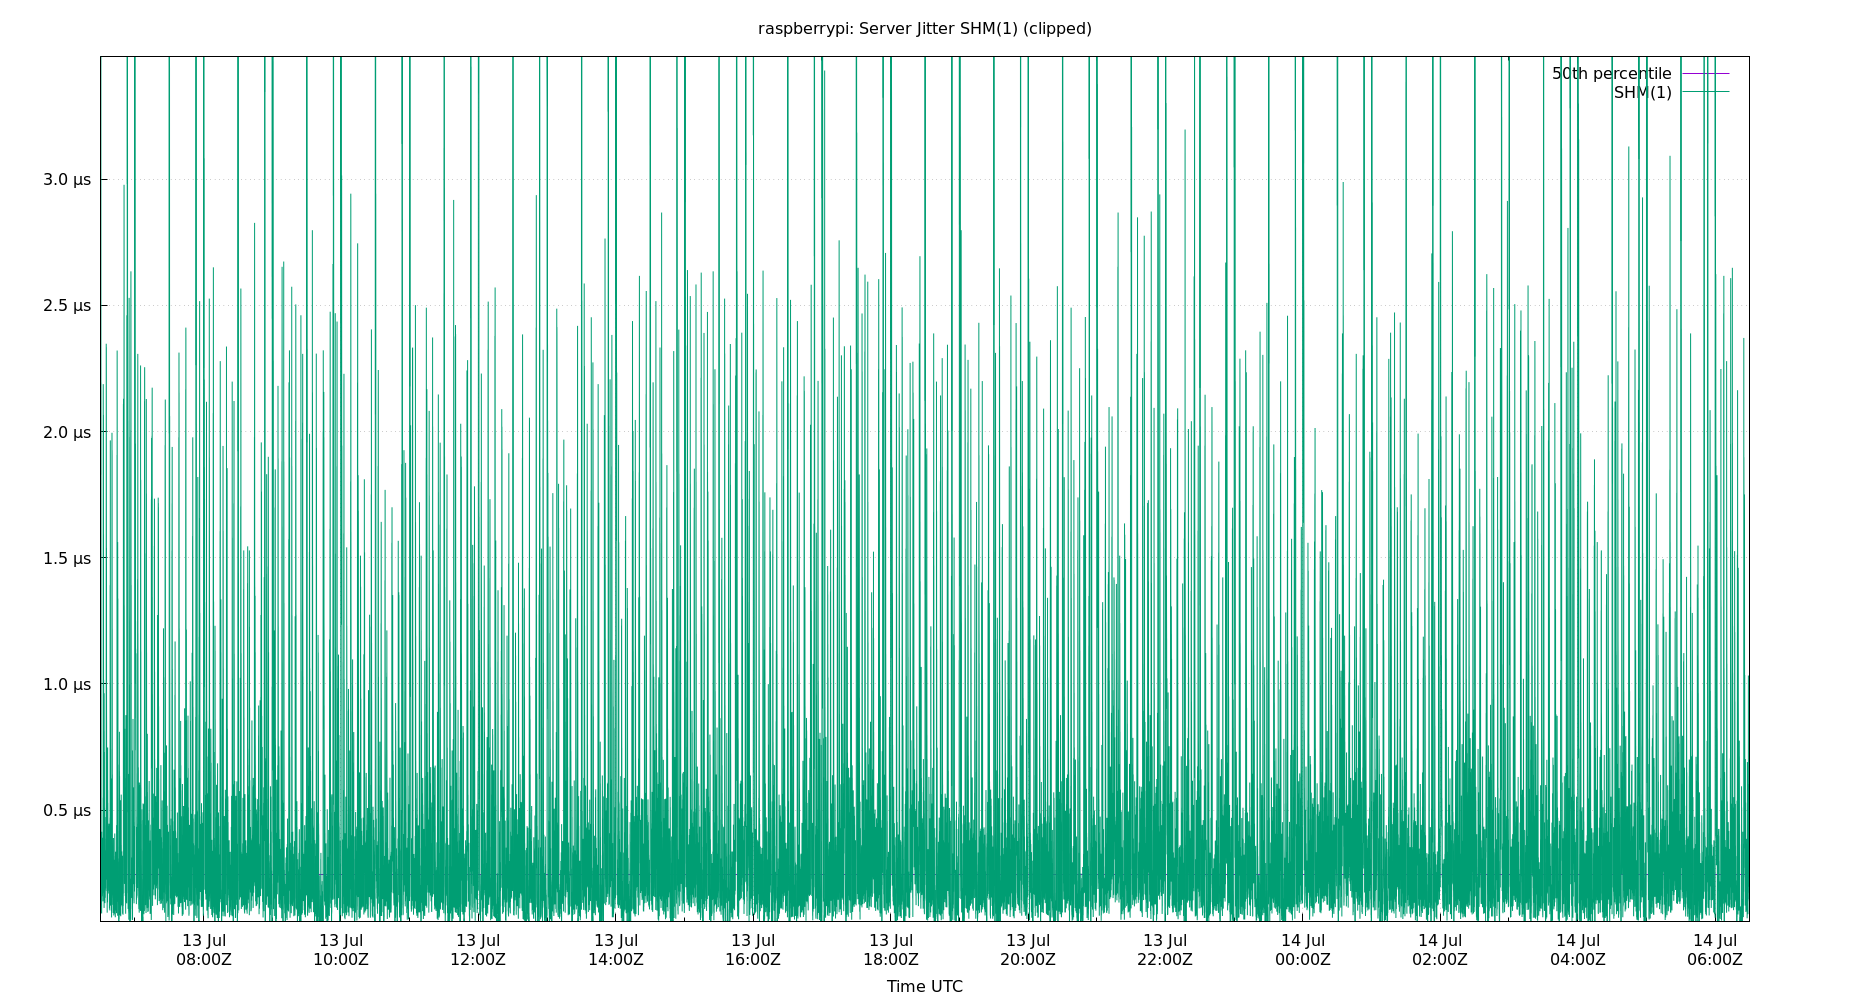 raspberrypi: Server Jitter SHM(1) (clipped)
50th percentile
SHM(1)
3.0 µs
2.5 µs
2.0 µs
1.5 µs
1.0 µs
0.5 µs
13 Jul 13 Jul 13 Jul 13 Jul 13 Jul 13 Jul 13 Jul 13 Jul 14 Jul 14 Jul 14 Jul 14 Jul
08:00Z 10:00Z 12:00Z 14:00Z 16:00Z 18:00Z 20:00Z 22:00Z 00:00Z 02:00Z 04:00Z 06:00Z
Time UTC